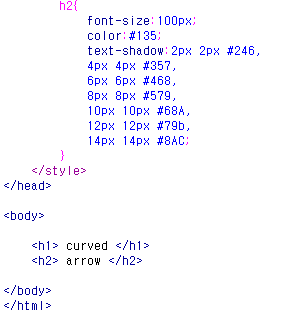 h2{
font-size:100px;
color:#135;
text-shadow:2px 2px #246,
4px 4px #357,
6px 6px #468,
8px 8px #579,
10px 10px #68A,
12px 12px #79b,
14px 14px #8AC;
}
</style>
</head>
<body>
<h1> curved </h1>
<h2> arrow </h2>
</body>
</html>